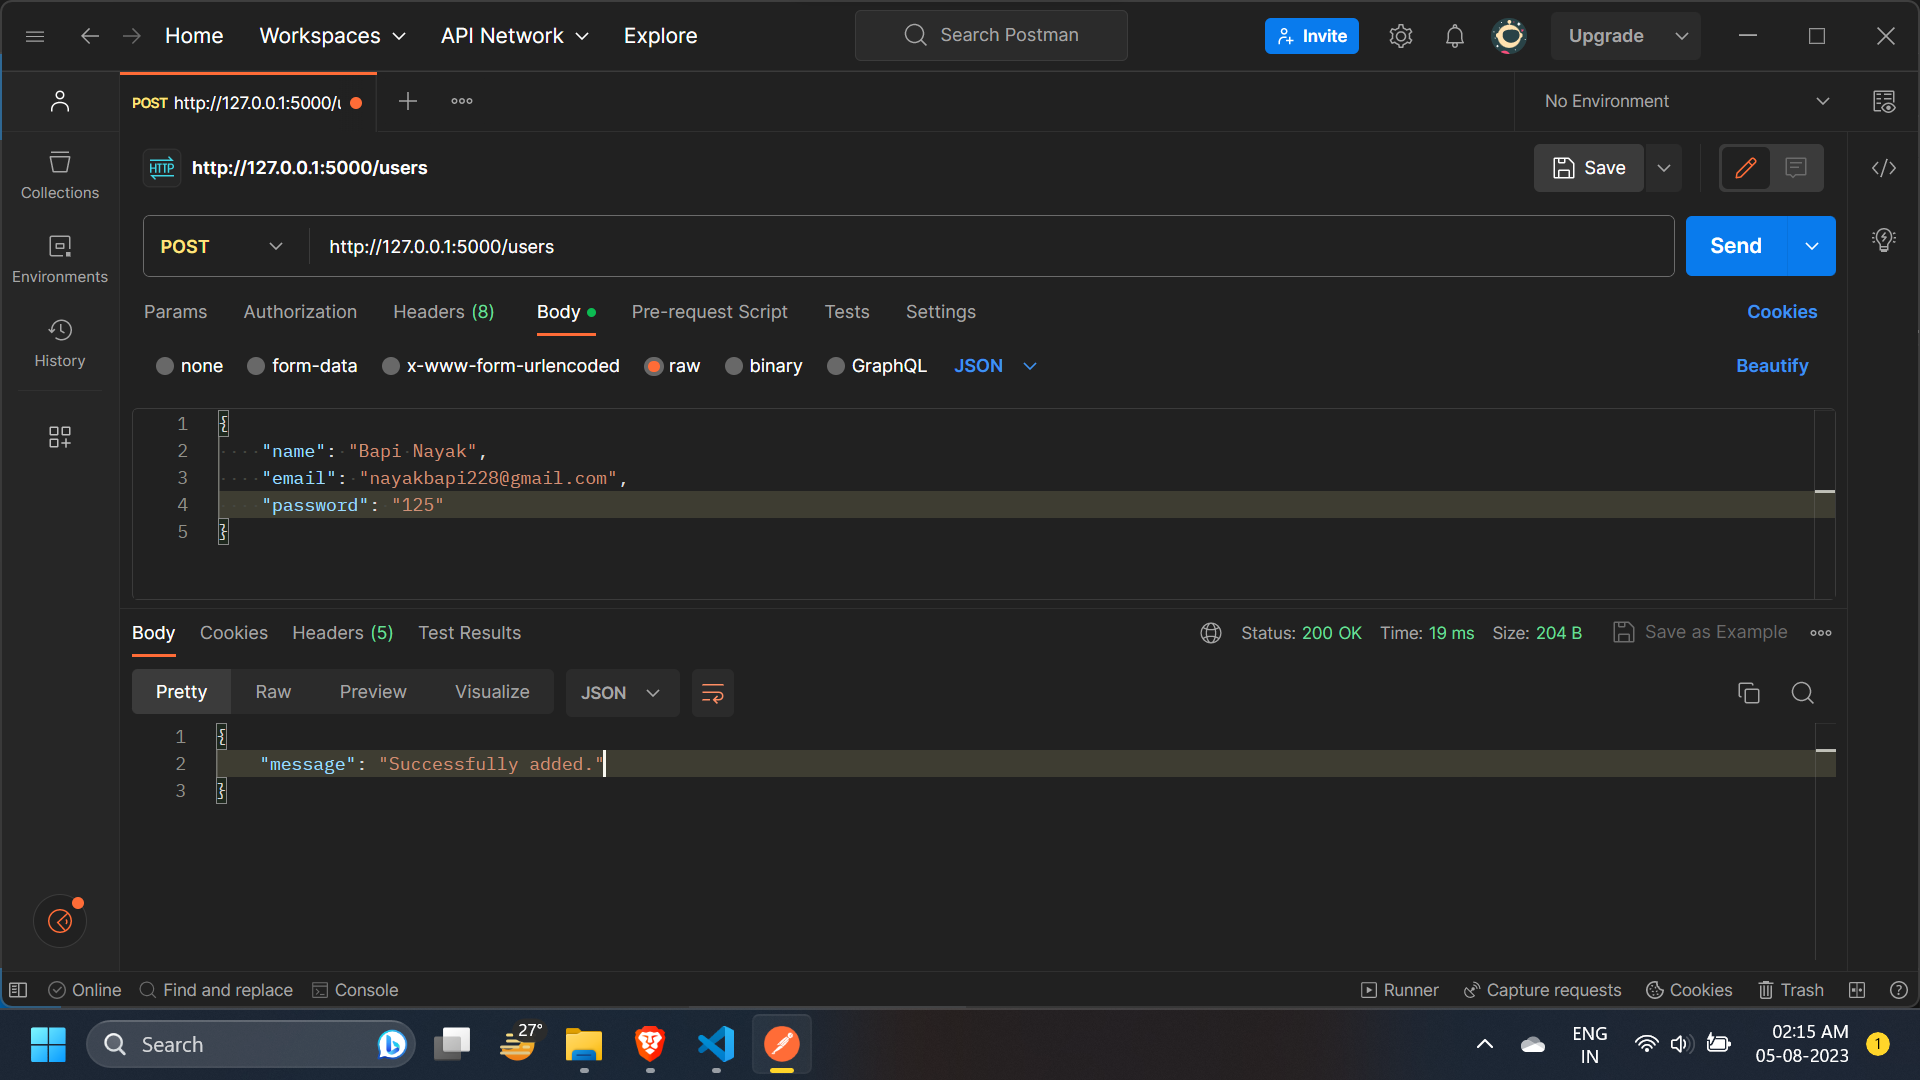 Home Workspaces API Network Explore Search Postman Invite Upgrade
POST http://127.0.0.1:5000/u No Environment
HTTP http://127.0.0.1:5000/users Save
Collections
Environments
History
POST http://127.0.0.1:5000/users Send
Params Authorization Headers (8) Body Pre-request Script Tests Settings Cookies
none form-data x-www-form-urlencoded raw binary GraphQL JSON Beautify
1 {
2 "name": "Bapi Nayak",
3 "email": "nayakbapi228@gmail.com",
4 "password": "125"
5 }
Body Cookies Headers (5) Test Results Status: 200 OK Time: 19 ms Size: 204 B Save as Example
Pretty Raw Preview Visualize JSON
1 {
2 "message": "Successfully added."
3 }
Online Find and replace Console Runner Capture requests Cookies Trash
Search 27° ENG IN 02:15 AM 05-08-2023 1